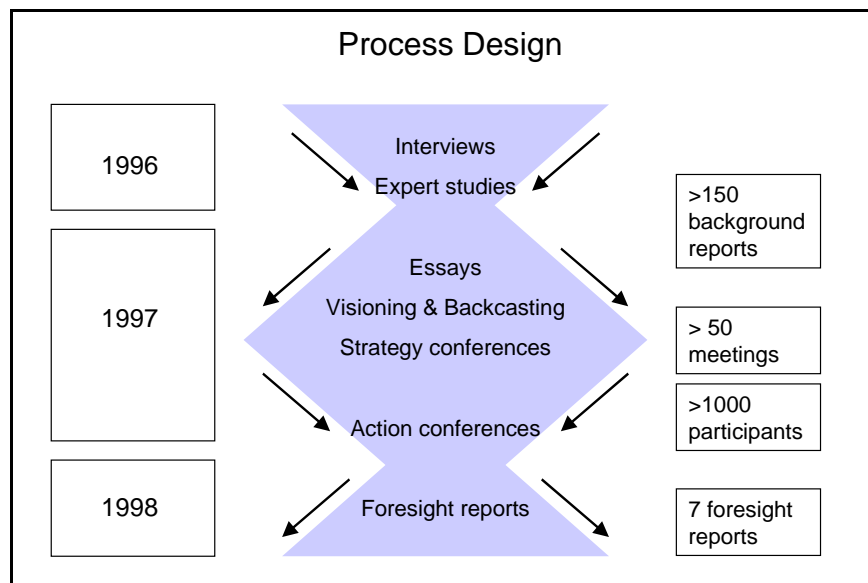 Process Design
1996
Interviews
Expert studies
>150
background
reports
1997
Essays
Visioning & Backcasting
Strategy conferences
> 50
meetings
>1000
participants
Action conferences
1998
Foresight reports
7 foresight
reports